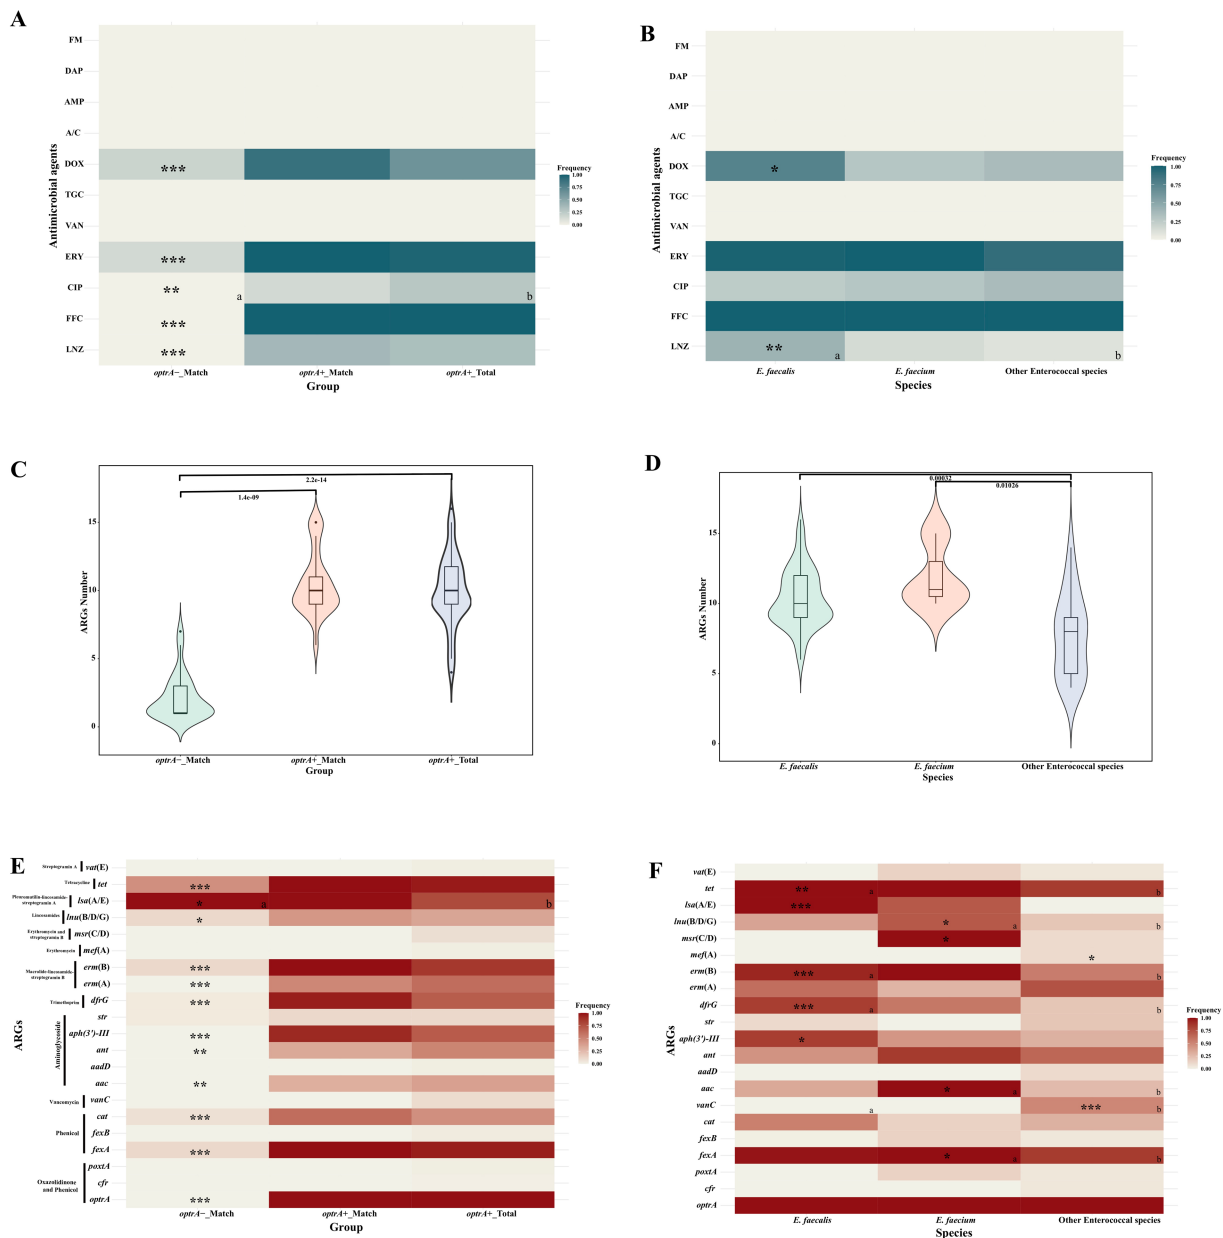 A
FM
DAP
AMP
A/C
DOX
TGC
VAN
ERY
CIP
FFC
LNZ
Antimicrobial agents
***
***
**
a
b
***
***
optrA−_Match
optrA+_Match
optrA+_Total
Group
Frequency
1.00
0.75
0.50
0.25
0.00
B
FM
DAP
AMP
A/C
DOX
TGC
VAN
ERY
CIP
FFC
LNZ
Antimicrobial agents
*
**
a
b
E. faecalis
E. faecium
Other Enterococcal species
Species
Frequency
1.00
0.75
0.50
0.25
0.00
C
2.2e-14
1.4e-09
15
10
5
0
ARGs Number
optrA−_Match
optrA+_Match
optrA+_Total
Group
D
0.00032
0.01026
15
10
5
0
ARGs Number
E. faecalis
E. faecium
Other Enterococcal species
Species
E
Streptogramin A
vat(E)
Tetracycline
tet
***
Pleuromutilin-lincosamide-
streptogramin A
lsa(A/E)
*
a
b
Lincosamides
lnu(B/D/G)
*
Erythromycin and
streptogramin B
msr(C/D)
Erythromycin
mef(A)
Macrolide-lincosamide-
streptogramin B
erm(B)
***
erm(A)
***
Trimethoprim
dfrG
***
Aminoglycoside
str
aph(3')-III
***
ant
**
aadD
aac
**
Vancomycin
vanC
Phenicol
cat
***
fexB
fexA
***
Oxazolidinone
and Phenicol
poxtA
cfr
optrA
***
ARGs
optrA−_Match
optrA+_Match
optrA+_Total
Group
Frequency
1.00
0.75
0.50
0.25
0.00
F
vat(E)
tet
**
a
b
lsa(A/E)
***
lnu(B/D/G)
*
a
b
msr(C/D)
*
mef(A)
*
erm(B)
***
a
b
erm(A)
dfrG
***
a
b
str
aph(3')-III
*
ant
aadD
aac
*
a
b
vanC
a
***
b
cat
fexB
fexA
*
a
b
poxtA
cfr
optrA
ARGs
E. faecalis
E. faecium
Other Enterococcal species
Species
Frequency
1.00
0.75
0.50
0.25
0.00